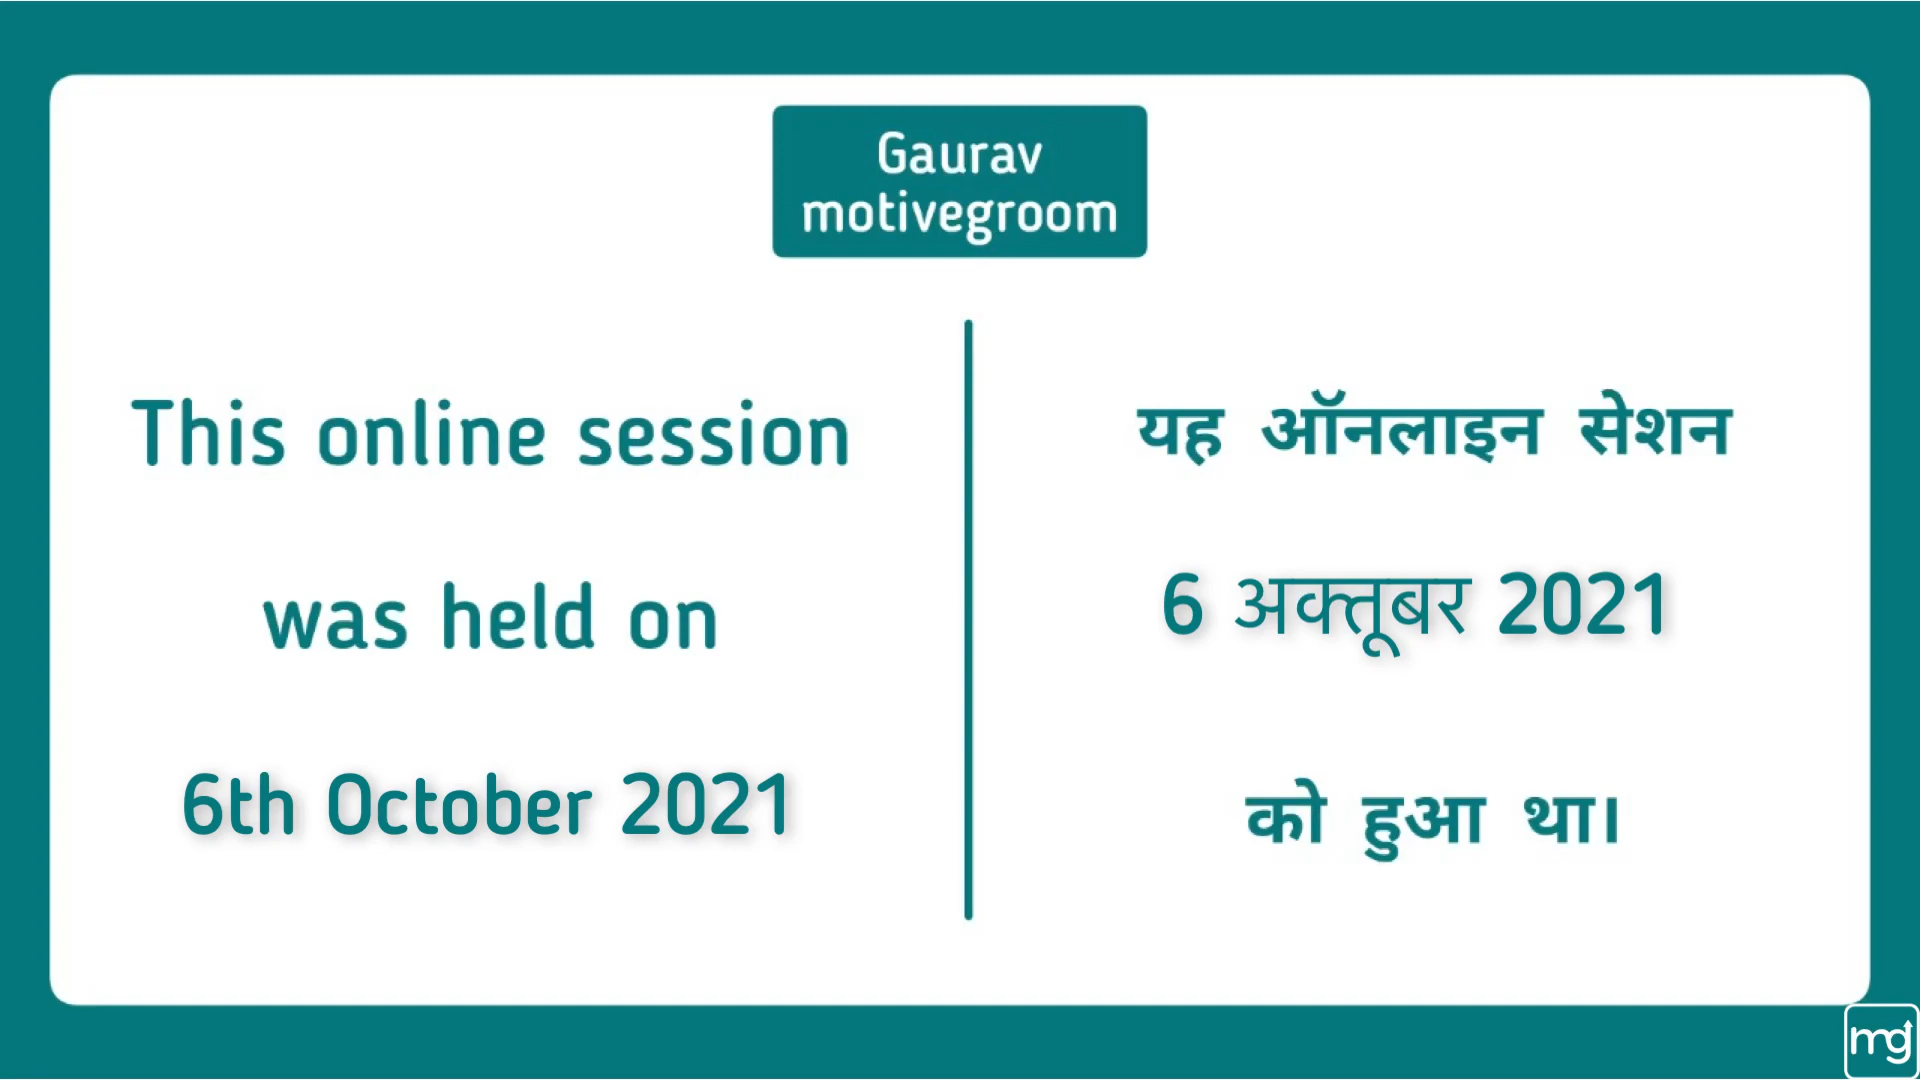 Gaurav
motivegroom
This online session
was held on
6th October 2021
यह ऑनलाइन सेशन
6 अक्तूबर 2021
को हुआ था।
mg